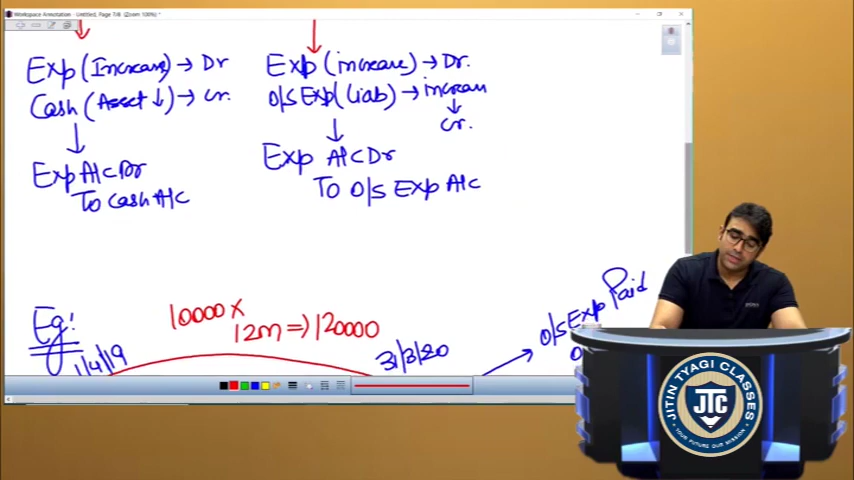 Workspace Annotation - Untitled, Page 7/8 (Zoom 100%) *
Exp (Increase) → Dr
Cash (Asset ↓) → Cr.
Exp A/C Dr
To Cash A/C
Exp (increase) → Dr.
O/S Exp (Liab) → increase
Cr.
Exp A/C Dr
To O/S Exp A/C
Eg:
10000 x
12m => 120000
1/4/19
31/3/20
O/S Exp Paid
JITIN TYAGI CLASSES
JTC
YOUR FUTURE OUR MISSION